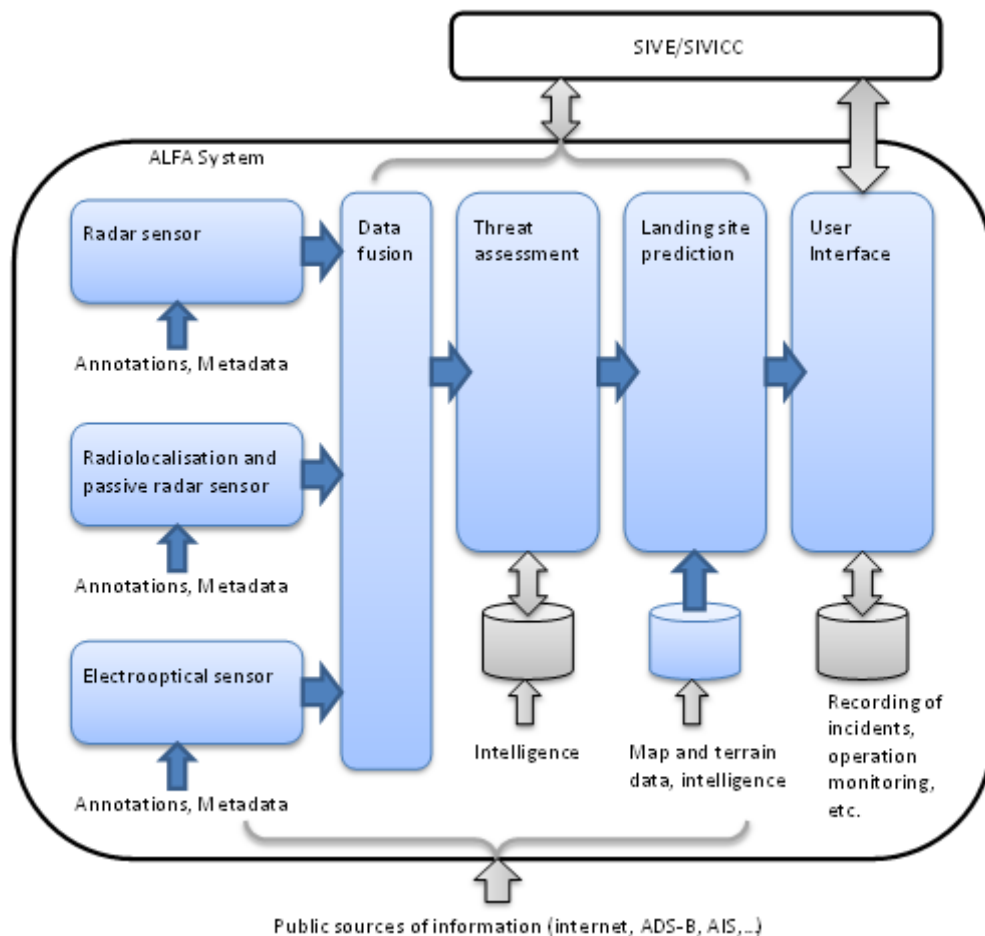 SIVE/SIVICC
ALFA System
Radar sensor
Annotations, Metadata
Radiolocalisation and
passive radar sensor
Annotations, Metadata
Electrooptical sensor
Annotations, Metadata
Data
fusion
Threat
assessment
Landing site
prediction
User
Interface
Intelligence
Map and terrain
data, intelligence
Recording of
incidents,
operation
monitoring,
etc.
Public sources of information (internet, ADS-B, AIS,...)